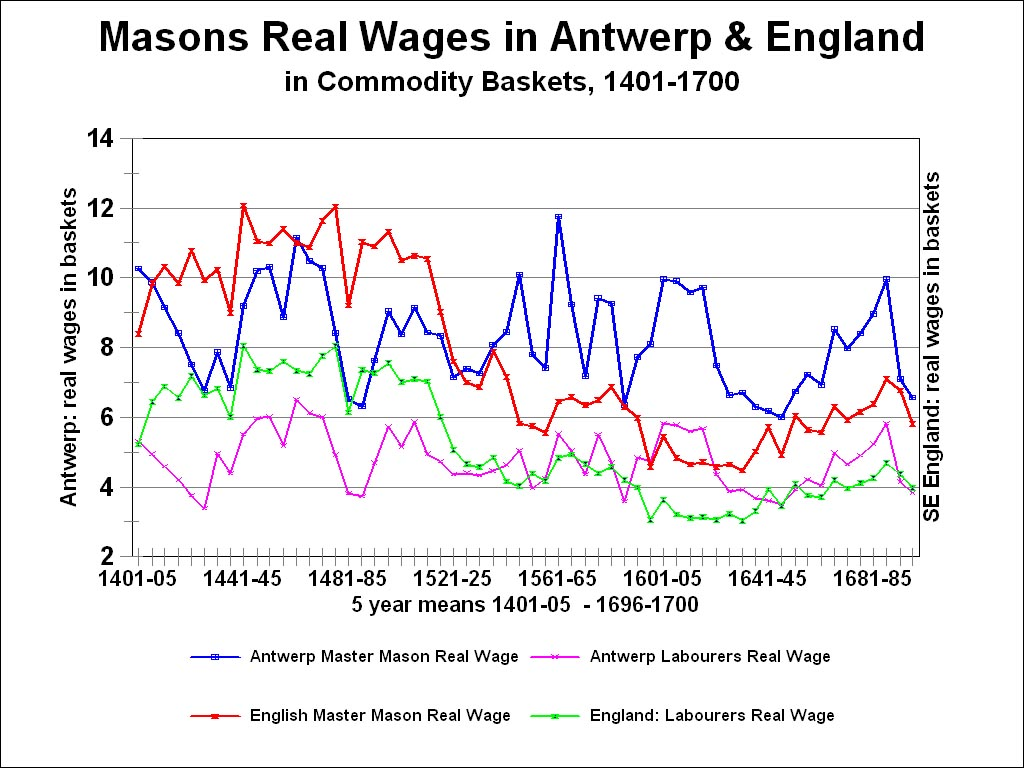 Masons Real Wages in Antwerp & England
in Commodity Baskets, 1401-1700
14
12
10
8
6
4
2
Antwerp: real wages in baskets
SE England: real wages in baskets
1401-05 1441-45 1481-85 1521-25 1561-65 1601-05 1641-45 1681-85
5 year means 1401-05 - 1696-1700
Antwerp Master Mason Real Wage Antwerp Labourers Real Wage
English Master Mason Real Wage England: Labourers Real Wage